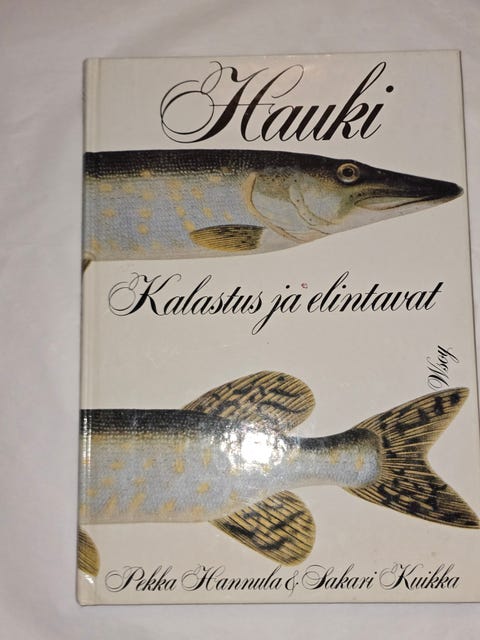 Hauki
Kalastus ja elintavat
Wsoy
Pekka Hannula & Sakari Kuikka